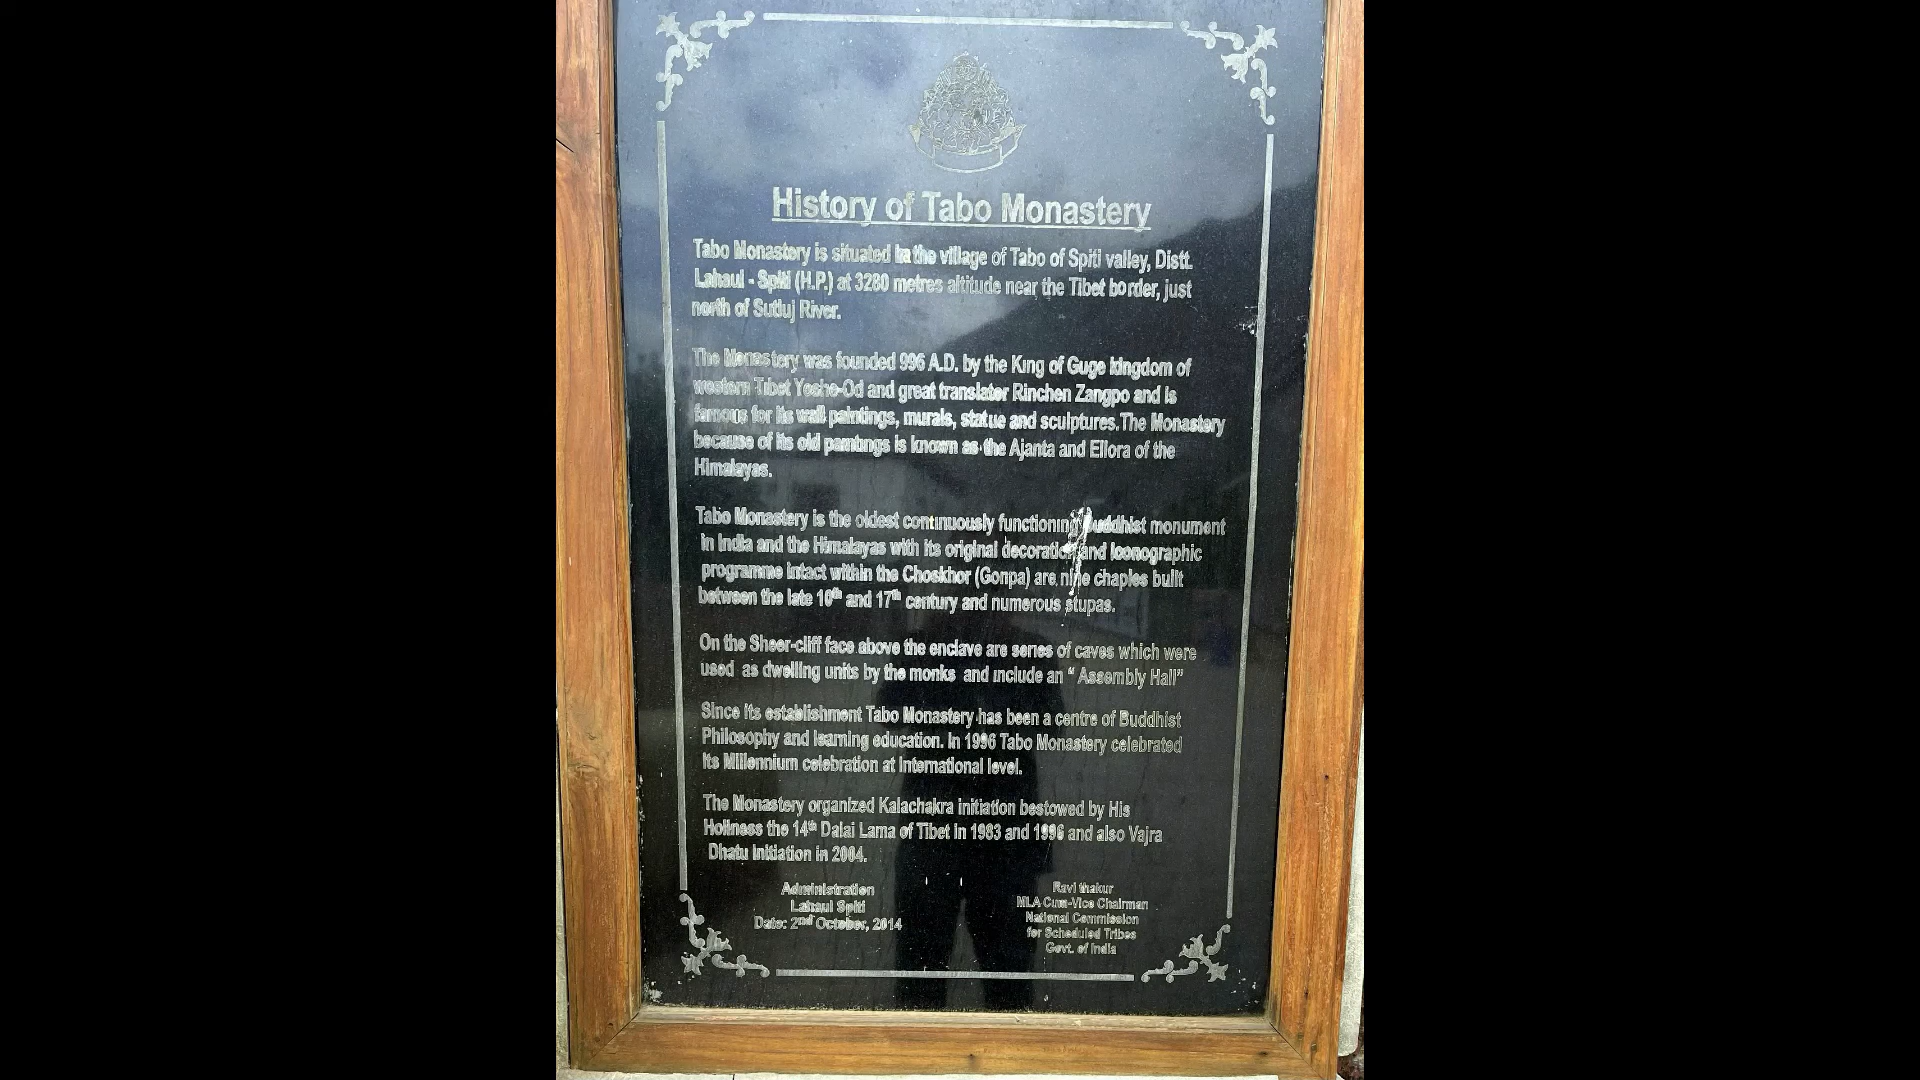 History of Tabo Monastery
Tabo Monastery is situated in the village of Tabo of Spiti valley, Distt.
Lahaul - Spiti (H.P.) at 3280 metres altitude near the Tibet border, just
north of Sutluj River.
The Monastery was founded 996 A.D. by the King of Guge kingdom of
western Tibet Yeshe-Od and great translater Rinchen Zangpo and is
famous for its wall paintings, murals, statue and sculptures.The Monastery
because of its old paintings is known as the Ajanta and Ellora of the
Himalayas.
Tabo Monastery is the oldest continuously functioning Buddhist monument
in India and the Himalayas with its original decoration and Iconographic
programme intact within the Choskhor (Gonpa) are nine chaples built
between the late 10th and 17th century and numerous stupas.
On the Sheer-cliff face above the enclave are series of caves which were
used as dwelling units by the monks and include an “ Assembly Hall”
Since its establishment Tabo Monastery has been a centre of Buddhist
Philosophy and learning education. In 1996 Tabo Monastery celebrated
its Millennium celebration at International level.
The Monastery organized Kalachakra initiation bestowed by His
Holiness the 14th Dalai Lama of Tibet in 1983 and 1996 and also Vajra
Dhatu Initiation in 2004.
Administration
Lahaul Spiti
Date: 2nd October, 2014
Ravi thakur
MLA Cum-Vice Chairman
National Commission
for Scheduled Tribes
Govt. of India